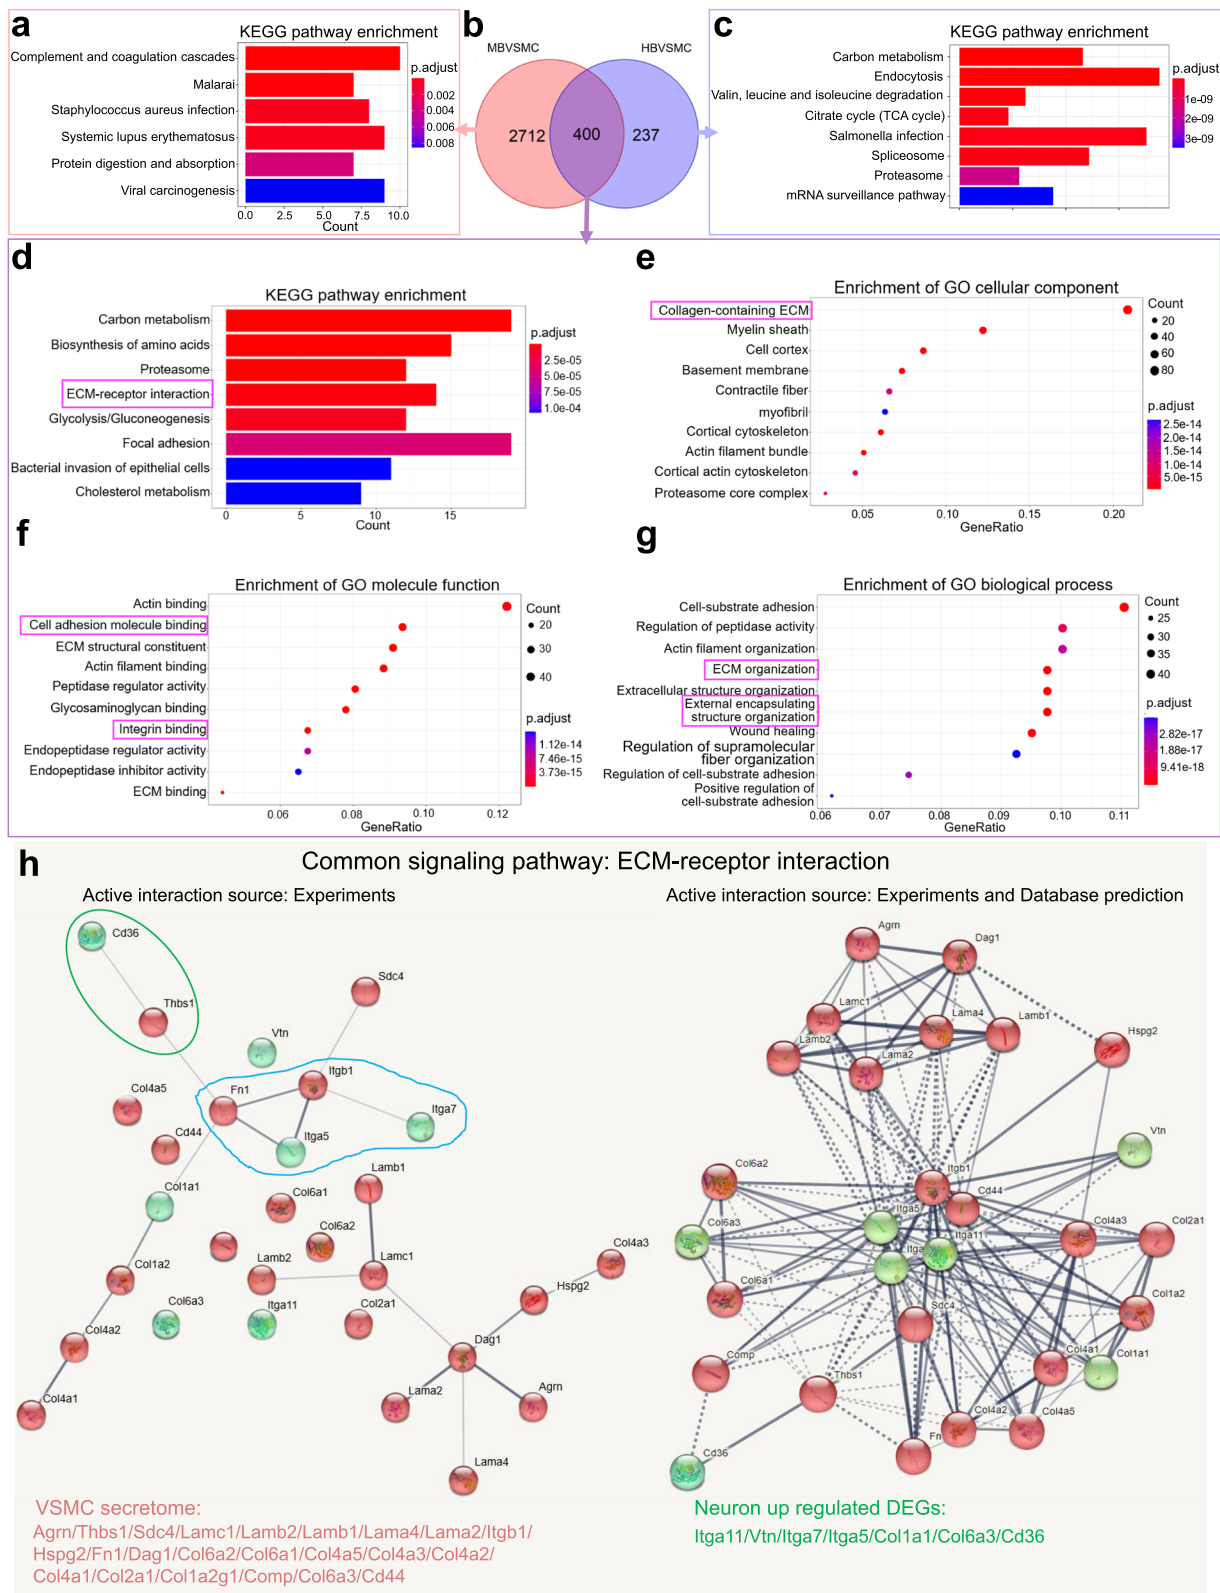 a
KEGG pathway enrichment
Complement and coagulation cascades
Malarai
Staphylococcus aureus infection
Systemic lupus erythematosus
Protein digestion and absorption
Viral carcinogenesis
0.0 2.5 5.0 7.5 10.0
Count
p.adjust
0.002
0.004
0.006
0.008
b
MBVSMC HBVSMC
2712 400 237
c
KEGG pathway enrichment
Carbon metabolism
Endocytosis
Valin, leucine and isoleucine degradation
Citrate cycle (TCA cycle)
Salmonella infection
Spliceosome
Proteasome
mRNA surveillance pathway
p.adjust
1e-09
2e-09
3e-09
d
KEGG pathway enrichment
Carbon metabolism
Biosynthesis of amino acids
Proteasome
ECM-receptor interaction
Glycolysis/Gluconeogenesis
Focal adhesion
Bacterial invasion of epithelial cells
Cholesterol metabolism
0 5 10 15
Count
p.adjust
2.5e-05
5.0e-05
7.5e-05
1.0e-04
e
Enrichment of GO cellular component
Collagen-containing ECM
Myelin sheath
Cell cortex
Basement membrane
Contractile fiber
myofibril
Cortical cytoskeleton
Actin filament bundle
Cortical actin cytoskeleton
Proteasome core complex
0.05 0.10 0.15 0.20
GeneRatio
Count
20
40
60
80
p.adjust
2.5e-14
2.0e-14
1.5e-14
1.0e-14
5.0e-15
f
Enrichment of GO molecule function
Actin binding
Cell adhesion molecule binding
ECM structural constituent
Actin filament binding
Peptidase regulator activity
Glycosaminoglycan binding
Integrin binding
Endopeptidase regulator activity
Endopeptidase inhibitor activity
ECM binding
0.06 0.08 0.10 0.12
GeneRatio
Count
20
30
40
p.adjust
1.12e-14
7.46e-15
3.73e-15
g
Enrichment of GO biological process
Cell-substrate adhesion
Regulation of peptidase activity
Actin filament organization
ECM organization
Extracellular structure organization
External encapsulating
structure organization
Wound healing
Regulation of supramolecular
fiber organization
Regulation of cell-substrate adhesion
Positive regulation of
cell-substrate adhesion
0.06 0.07 0.08 0.09 0.10 0.11
GeneRatio
Count
25
30
35
40
p.adjust
2.82e-17
1.88e-17
9.41e-18
h
Common signaling pathway: ECM-receptor interaction
Active interaction source: Experiments
Cd36
Sdc4
Thbs1
Vtn
Itgb1
Col4a5
Fn1
Itga7
Cd44
Itga5
Lamb1
Col1a1
Col6a1
Col6a2
Col4a3
Col1a2
Lamb2
Lamc1
Hspg2
Col6a3
Itga11
Col2a1
Col4a2
Dag1
Lama2
Agrn
Col4a1
Lama4
Active interaction source: Experiments and Database prediction
Agrn
Dag1
Lamc1
Lama4
Lamb1
Hspg2
Lamb2
Lama2
Vtn
Col6a2
Itgb1
Cd44
Itga5
Col6a3
Itga11
Col4a3
Col2a1
Itga
Col6a1
Col1a2
Sdc4
Comp
Thbs1
Col4a1
Col1a1
Col4a2
Col4a5
Fn
Cd36
VSMC secretome:
Agrn/Thbs1/Sdc4/Lamc1/Lamb2/Lamb1/Lama4/Lama2/Itgb1/
Hspg2/Fn1/Dag1/Col6a2/Col6a1/Col4a5/Col4a3/Col4a2/
Col4a1/Col2a1/Col1a2g1/Comp/Col6a3/Cd44
Neuron up regulated DEGs:
Itga11/Vtn/Itga7/Itga5/Col1a1/Col6a3/Cd36